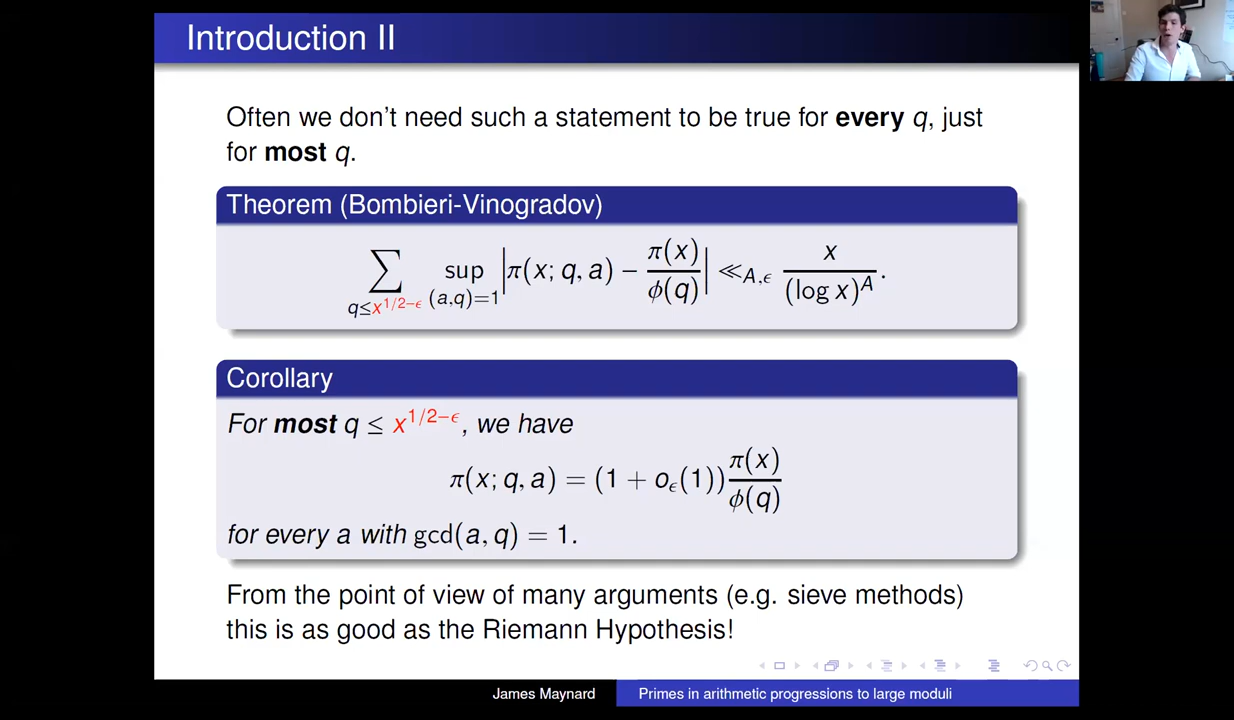 Introduction II
Often we don't need such a statement to be true for every q, just
for most q.
Theorem (Bombieri-Vinogradov)
∑_{q≤x^{1/2−ϵ}} sup_{(a,q)=1} |π(x; q, a) − π(x)/ϕ(q)| ≪_{A,ϵ} x/(log x)^A.
Corollary
For most q ≤ x^{1/2−ϵ}, we have
π(x; q, a) = (1 + o_ϵ(1)) π(x)/ϕ(q)
for every a with gcd(a, q) = 1.
From the point of view of many arguments (e.g. sieve methods)
this is as good as the Riemann Hypothesis!
James Maynard Primes in arithmetic progressions to large moduli